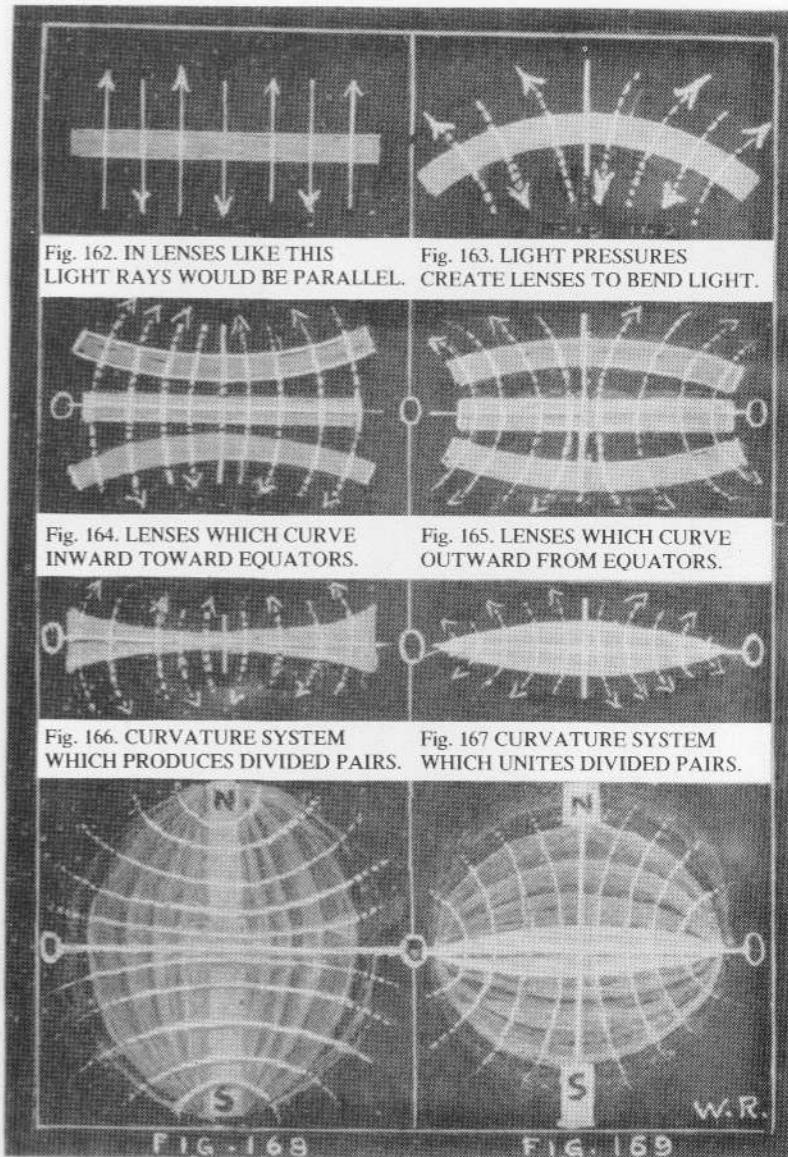 Fig. 162. IN LENSES LIKE THIS
LIGHT RAYS WOULD BE PARALLEL.
Fig. 163. LIGHT PRESSURES
CREATE LENSES TO BEND LIGHT.
O
O
O
Fig. 164. LENSES WHICH CURVE
INWARD TOWARD EQUATORS.
Fig. 165. LENSES WHICH CURVE
OUTWARD FROM EQUATORS.
O
O
O
Fig. 166. CURVATURE SYSTEM
WHICH PRODUCES DIVIDED PAIRS.
Fig. 167 CURVATURE SYSTEM
WHICH UNITES DIVIDED PAIRS.
N
N
O
O
O
S
S
W.R.
FIG. 168
FIG. 169